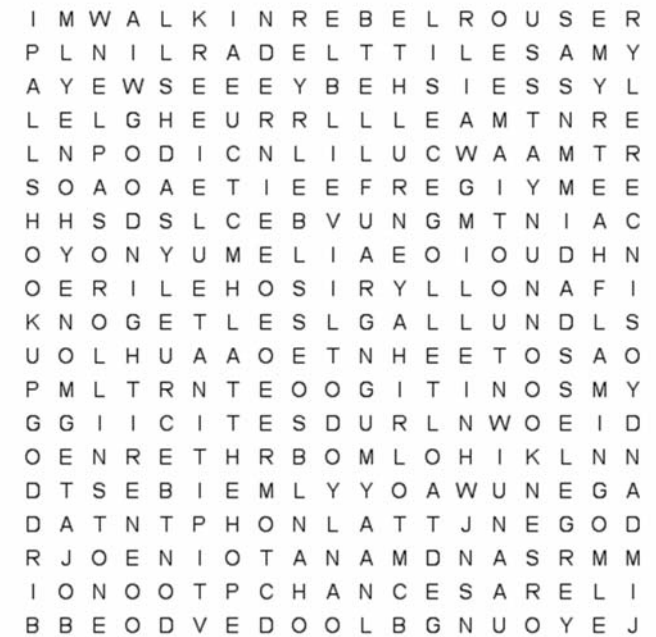 I M W A L K I N R E B E L R O U S E R
P L N I L R A D E L T T I L E S A M Y
A Y E W S E E E Y B E H S I E S S Y L
L E L G H E U R R L L L E A M T N R E
L N P O D I C N L I L U C W A A M T R
S O A O A E T I E E F R E G I Y M E E
H H S D S L C E B V U N G M T N I A C
O Y O N Y U M E L I A E O I O U D H N
O E R I L E H O S I R Y L L O N A F I
K N O G E T L E S L G A L L U N D L S
U O L H U A A O E T N H E E T O S A O
P M L T R N T E O O G I T I N O S M Y
G G I I C I T E S D U R L N W O E I D
O E N R E T H R B O M L O H I K L N N
D T S E B I E M L Y Y O A W U N E G A
D A T N T P H O N L A T T J N E G O D
R J O E N I O T A N A M D N A S R M M
I O N O O T P C H A N C E S A R E L I
B B E O D V E D O O L B G N U O Y E J